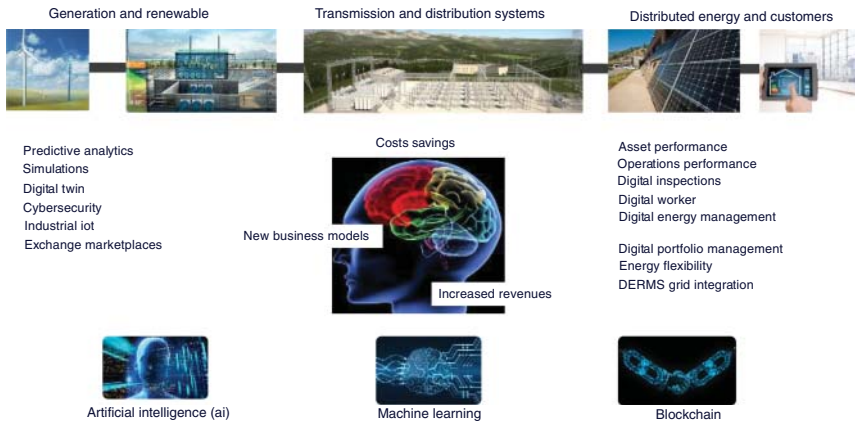 Generation and renewable
Transmission and distribution systems
Distributed energy and customers
Predictive analytics
Simulations
Digital twin
Cybersecurity
Industrial iot
Exchange marketplaces
Costs savings
New business models
Increased revenues
Asset performance
Operations performance
Digital inspections
Digital worker
Digital energy management
Digital portfolio management
Energy flexibility
DERMS grid integration
Artificial intelligence (ai)
Machine learning
Blockchain